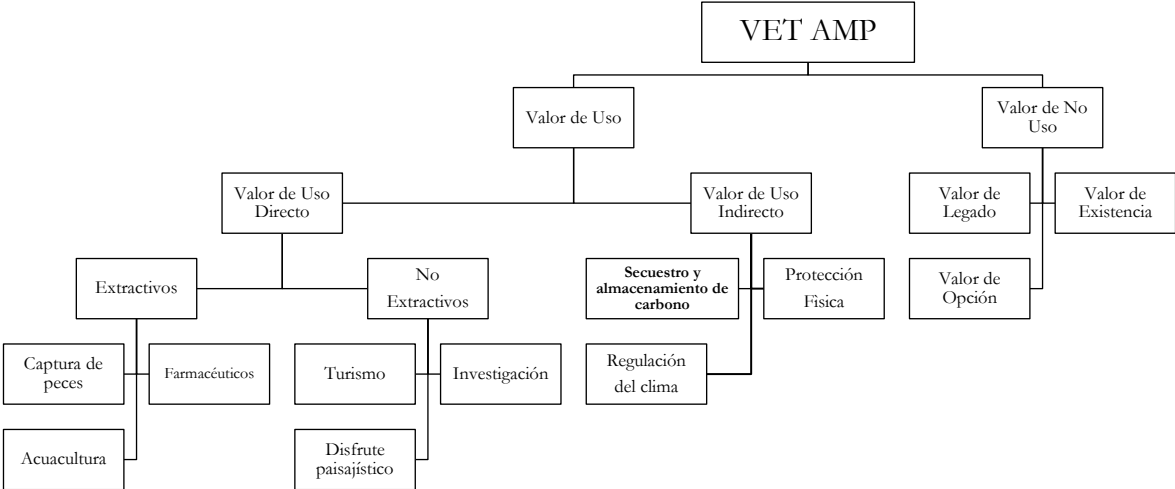 VET AMP
Valor de Uso
Valor de No
Uso
Valor de Uso
Directo
Valor de Uso
Indirecto
Valor de
Legado
Valor de
Existencia
Extractivos
No
Extractivos
Secuestro y
almacenamiento de
carbono
Protección
Fisica
Valor de
Opción
Captura de
peces
Farmacéuticos
Turismo
Investigación
Regulación
del clima
Acuacultura
Disfrute
paisajístico